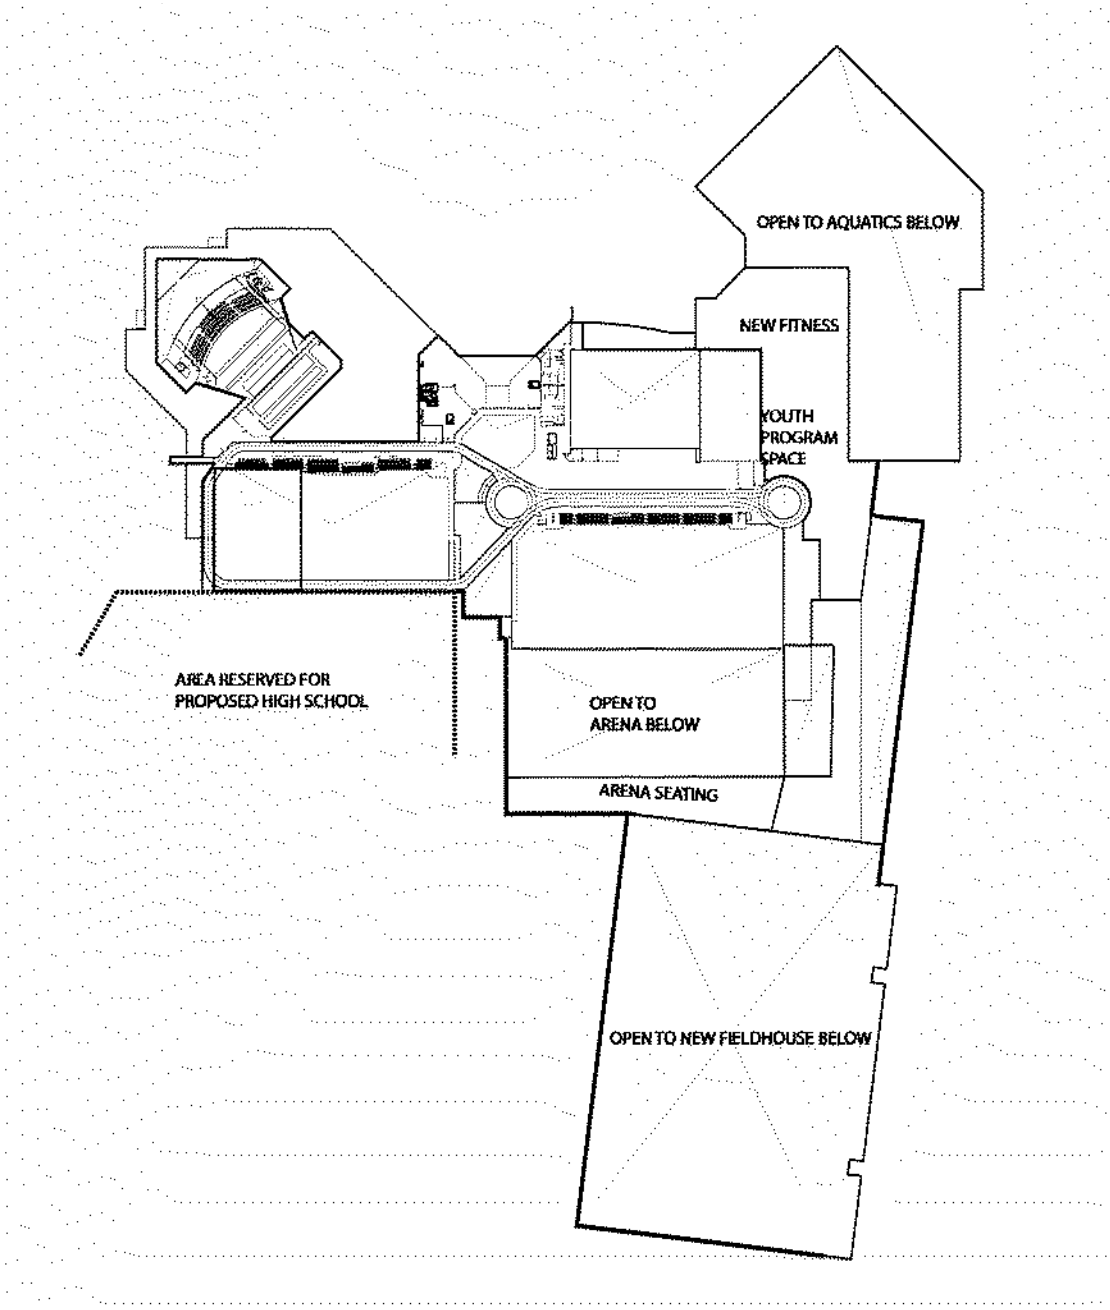 OPEN TO AQUATICS BELOW
NEW FITNESS
YOUTH
PROGRAM
SPACE
AREA RESERVED FOR
PROPOSED HIGH SCHOOL
OPEN TO
ARENA BELOW
ARENA SEATING
OPEN TO NEW FIELDHOUSE BELOW